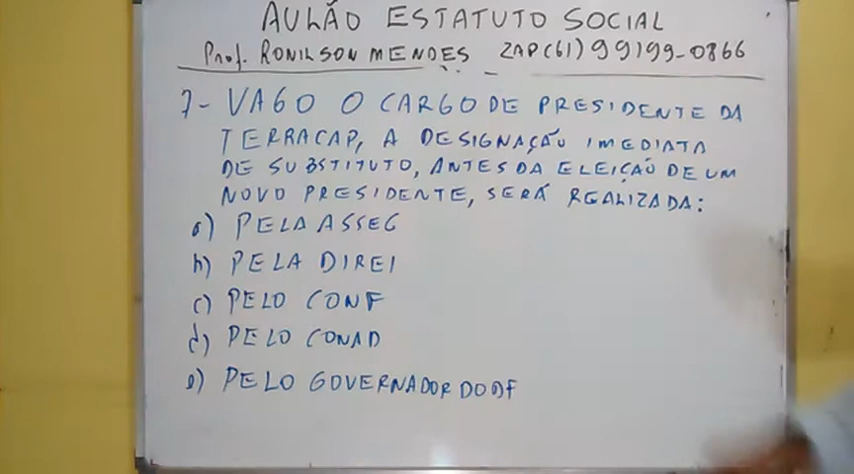 AULÃO ESTATUTO SOCIAL
Prof. RONILSON MENDES ZAP(61)99199-0866
7- VAGO O CARGO DE PRESIDENTE DA
TERRACAP, A DESIGNAÇÃO IMEDIATA
DE SUBSTITUTO, ANTES DA ELEIÇÃO DE UM
NOVO PRESIDENTE, SERÁ REALIZADA:
a) PELA ASSEG
b) PELA DIREI
c) PELO CONF
d) PELO CONAD
e) PELO GOVERNADOR DO DF